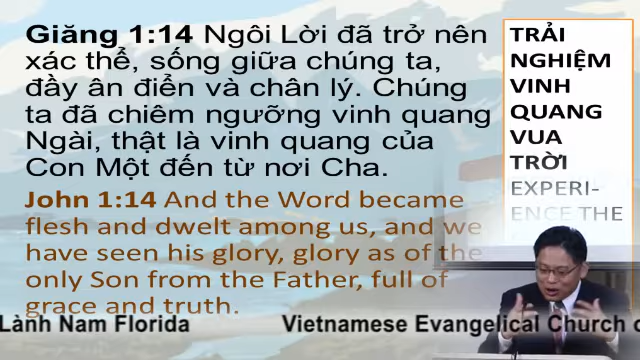 Giăng 1:14 Ngôi Lời đã trở nên
xác thể, sống giữa chúng ta,
đầy ân điển và chân lý. Chúng
ta đã chiêm ngưỡng vinh quang
Ngài, thật là vinh quang của
Con Một đến từ nơi Cha.
John 1:14 And the Word became
flesh and dwelt among us, and we
have seen his glory, glory as of the
only Son from the Father, full of
grace and truth.
TRẢI
NGHIỆM
VINH
QUANG
VUA
TRỜI
EXPERI-
ENCE THE
Lành Nam Florida Vietnamese Evangelical Church